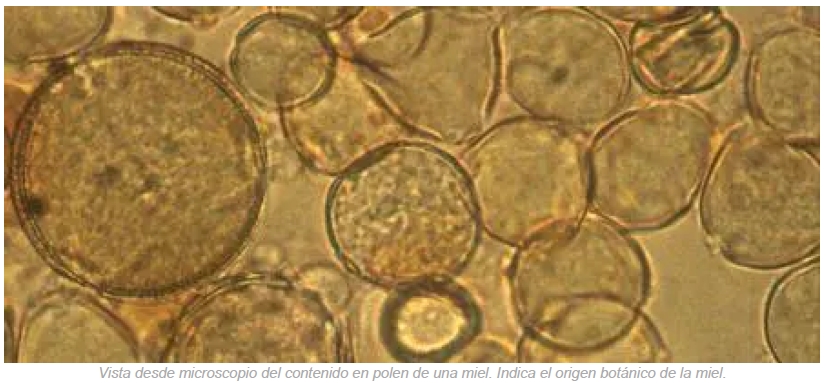 Vista desde microscopio del contenido en polen de una miel. Indica el origen botánico de la miel.